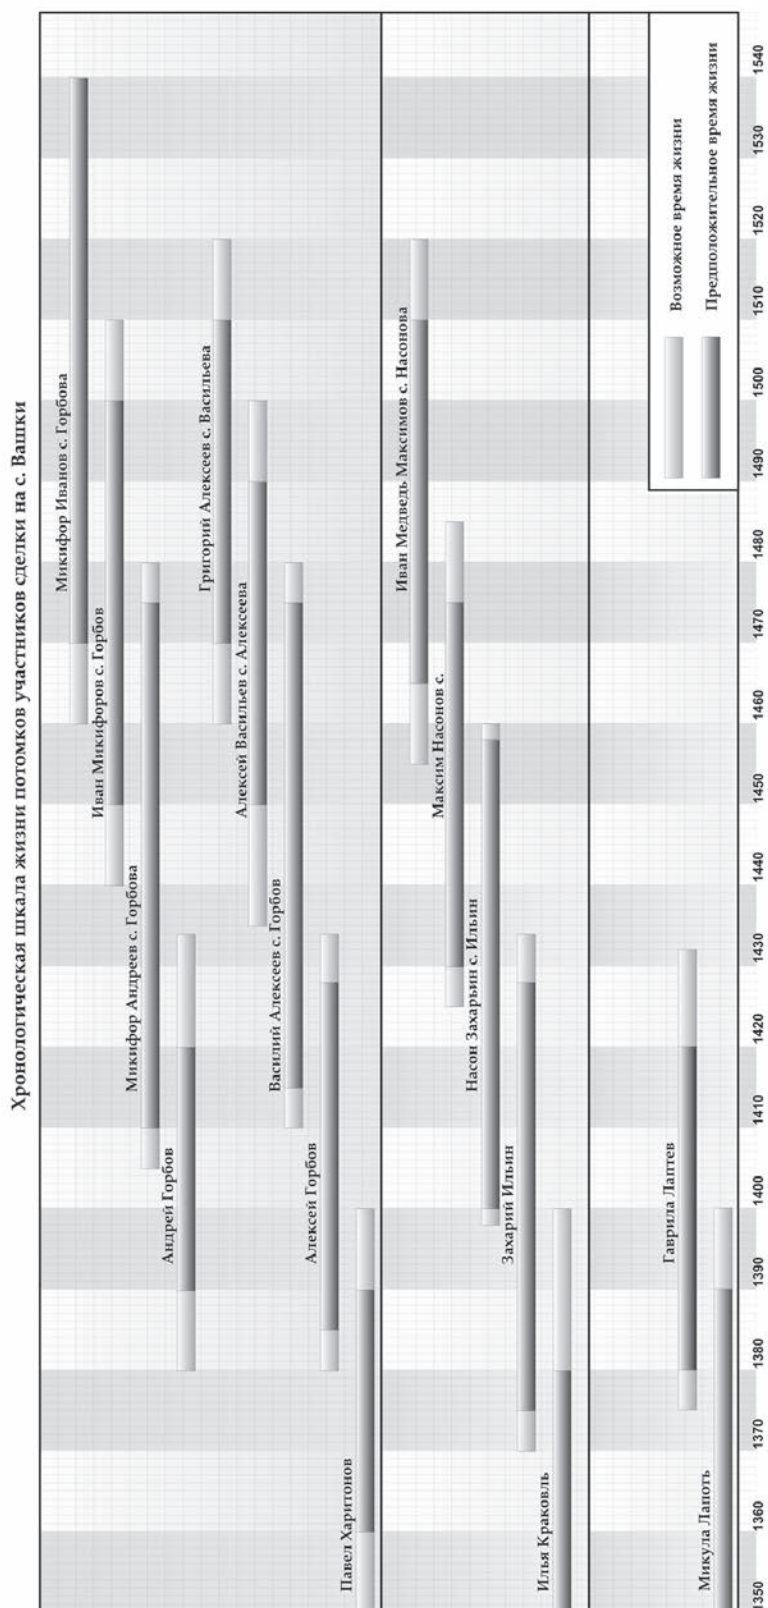 Хронологическая шкала жизни потомков участников сделки на с. Вашки
Микифор Иванов с. Горбова
Иван Микифоров с. Горбов
Микифор Андреев с. Горбова
Андрей Горбов
Григорий Алексеев с. Васильева
Алексей Васильев с. Алексеева
Василий Алексеев с. Горбов
Алексей Горбов
Павел Харитонов
Иван Медведь Максимов с. Насонова
Максим Насонов с.
Насон Захарьин с. Ильин
Захарий Ильин
Илья Краковль
Гаврила Лаптев
Микула Лапоть
Возможное время жизни
Предположительное время жизни
1350 1360 1370 1380 1390 1400 1410 1420 1430 1440 1450 1460 1470 1480 1490 1500 1510 1520 1530 1540